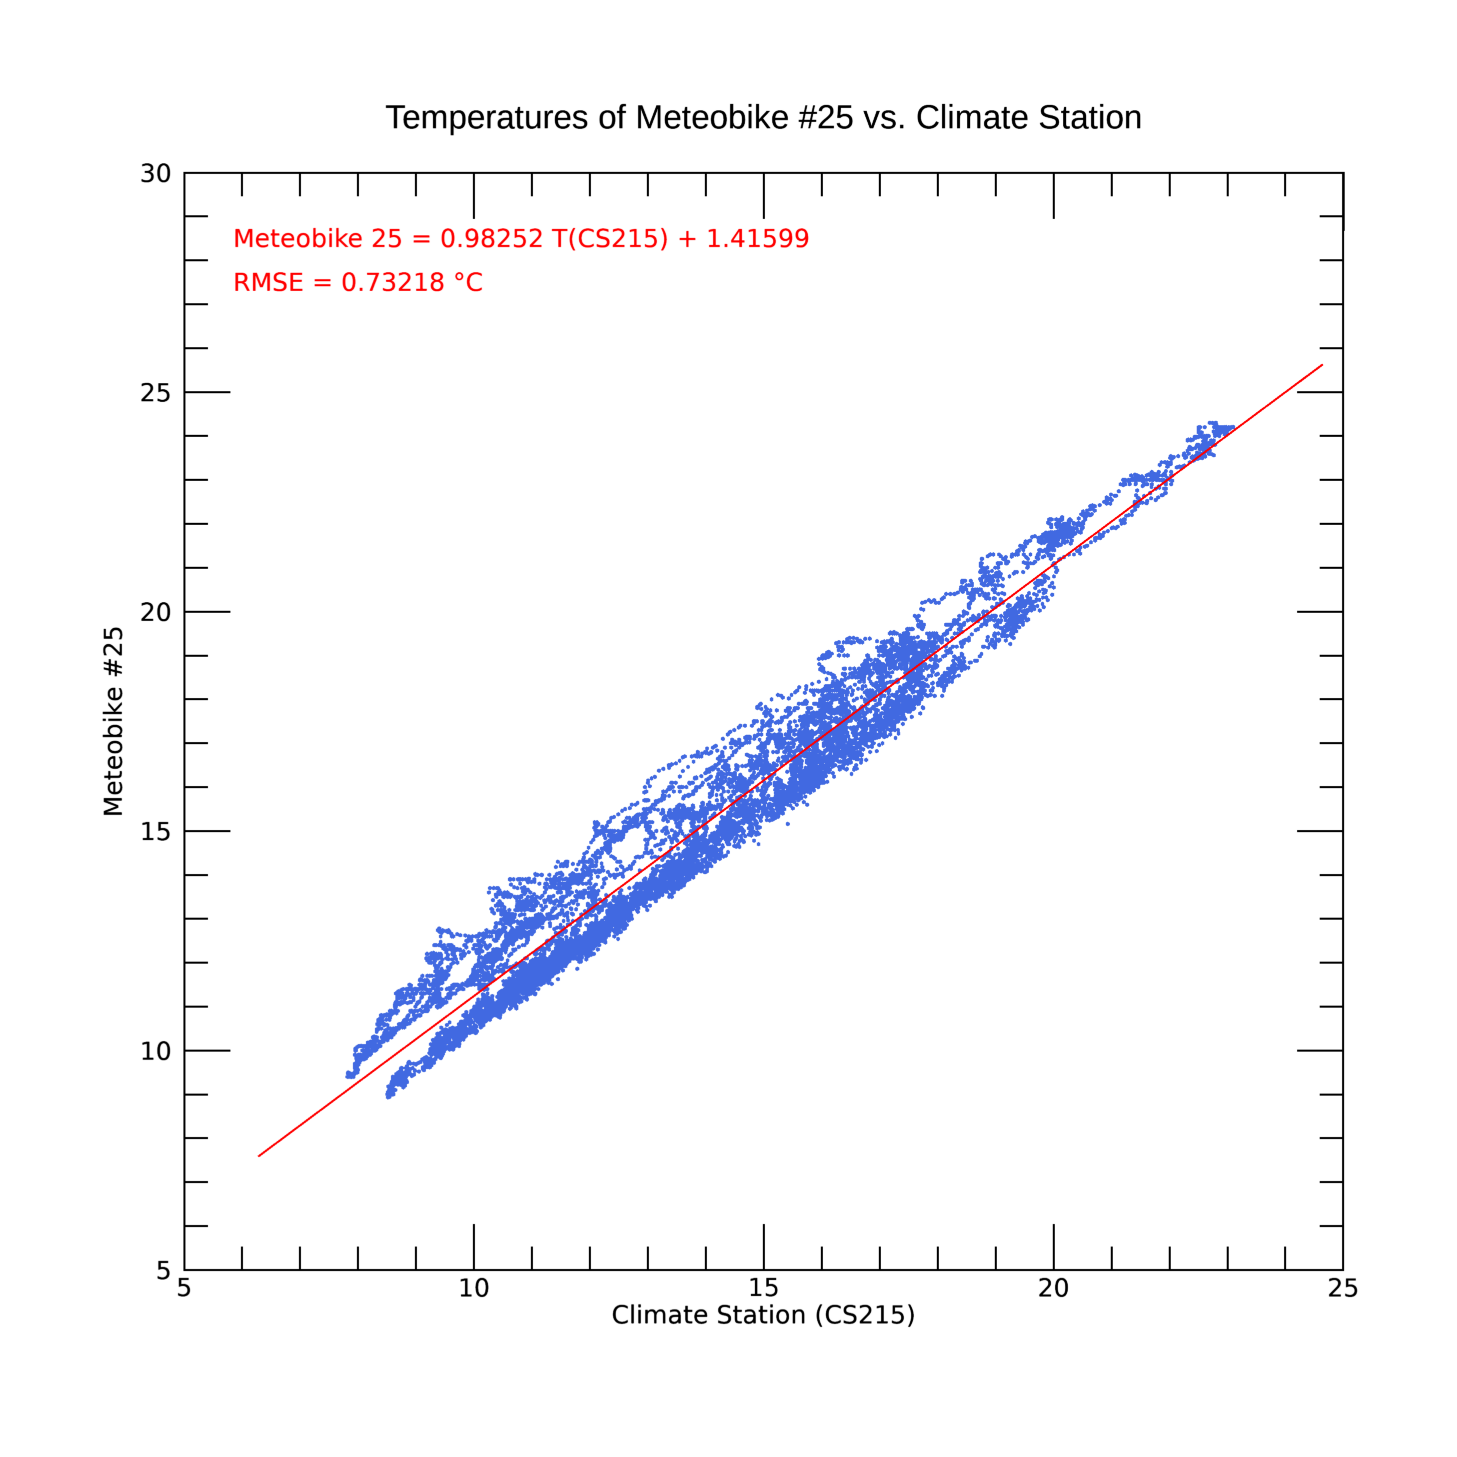 Temperatures of Meteobike #25 vs. Climate Station
30
Meteobike 25 = 0.98252 T(CS215) + 1.41599
RMSE = 0.73218 °C
25
20
Meteobike #25
15
10
5
5 10 15 20 25
Climate Station (CS215)